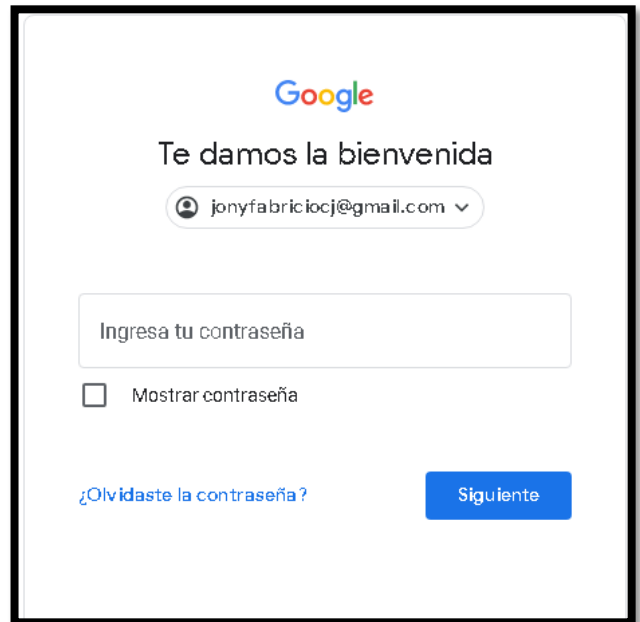 Google
Te damos la bienvenida
jonyfabriciocj@gmail.com
Ingresa tu contraseña
Mostrar contraseña
¿Olvidaste la contraseña?
Siguiente